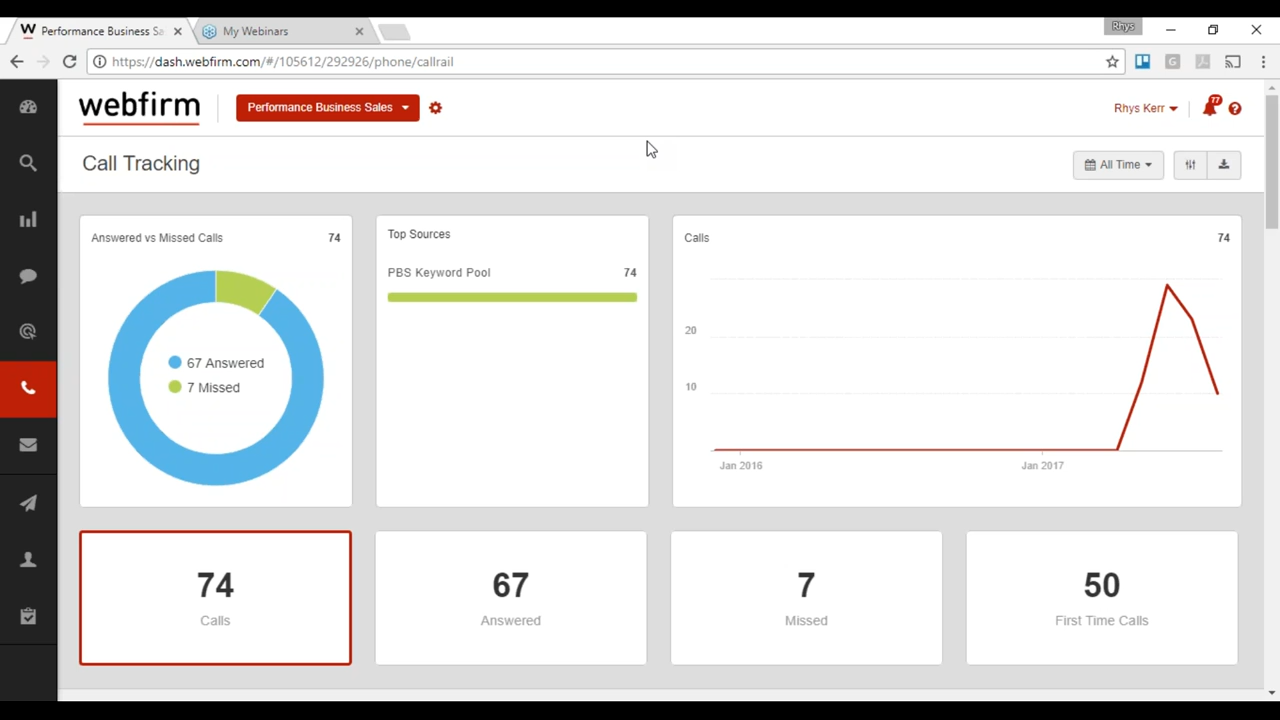 Performance Business Sa
My Webinars
Rhys
https://dash.webfirm.com/#/105612/292926/phone/callrail
webfirm
Performance Business Sales
Rhys Kerr
77
Call Tracking
All Time
Answered vs Missed Calls
74
67 Answered
7 Missed
Top Sources
PBS Keyword Pool
74
Calls
74
20
10
Jan 2016
Jan 2017
74
Calls
67
Answered
7
Missed
50
First Time Calls